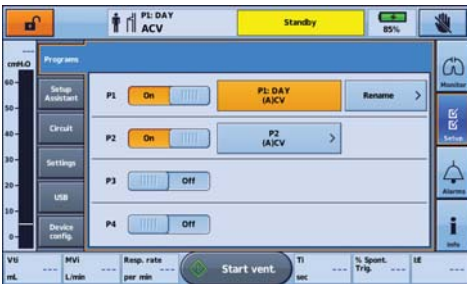 P1: DAY
ACV
Standby
85%
cmH₂O
60-
50-
40-
30-
20-
10-
0-
Programs
Setup
Assistant
Circuit
Settings
USB
Device
config.
P1
On
P1: DAY
(A)CV
Rename
P2
On
P2
(A)CV
P3
Off
P4
Off
Monitor
Setup
Alarms
Info
Vti
---
mL
MVi
---
L/min
Resp. rate
---
per min
Start vent.
Ti
---
sec
% Spont.
Trig.
---
I:E
---